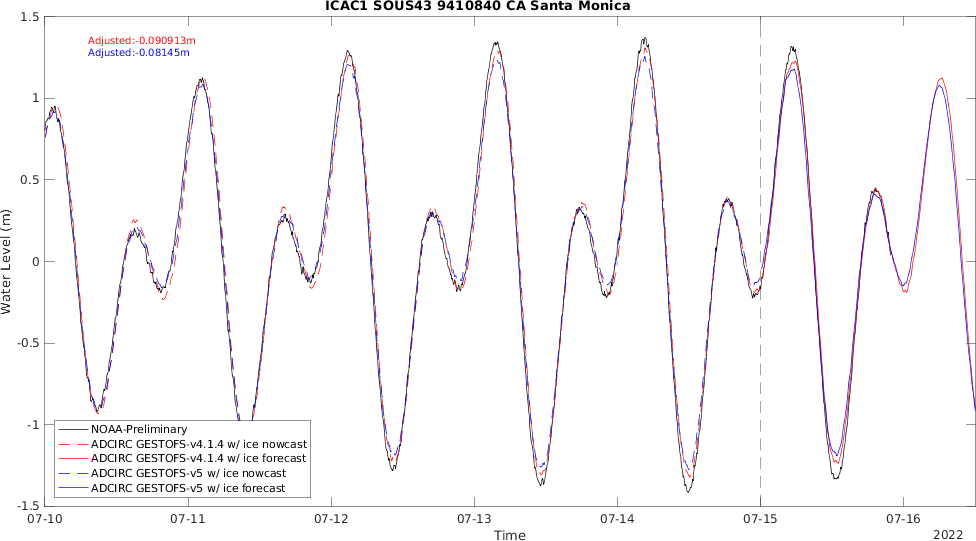 ICAC1 SOUS43 9410840 CA Santa Monica
Adjusted:-0.090913m
Adjusted:-0.08145m
1.5
1
0.5
0
-0.5
-1
-1.5
Water Level (m)
NOAA-Preliminary
ADCIRC GESTOFS-v4.1.4 w/ ice nowcast
ADCIRC GESTOFS-v4.1.4 w/ ice forecast
ADCIRC GESTOFS-v5 w/ ice nowcast
ADCIRC GESTOFS-v5 w/ ice forecast
07-10 07-11 07-12 07-13 07-14 07-15 07-16
Time
2022